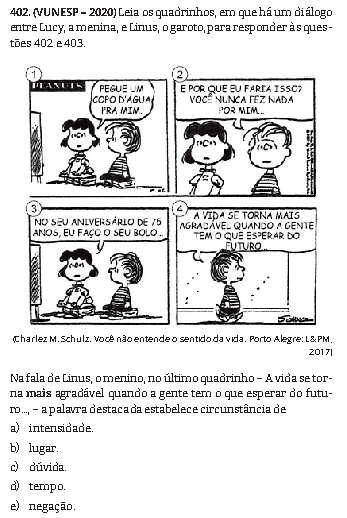 402. (VUNESP – 2020) Leia os quadrinhos, em que há um diálogo
entre Lucy, a menina, e Linus, o garoto, para responder às ques-
tões 402 e 403.
1
PEANUTS
PEGUE UM
COPO D'ÁGUA
PRA MIM.
2
E POR QUE EU FARIA ISSO?
VOCÊ NUNCA FEZ NADA
POR MIM...
3
NO SEU ANIVERSÁRIO DE 75
ANOS, EU FAÇO O SEU BOLO...
4
A VIDA SE TORNA MAIS
AGRADÁVEL QUANDO A GENTE
TEM O QUE ESPERAR DO
FUTURO...
SCHULZ
(Charlez M. Schulz. Você não entende o sentido da vida. Porto Alegre: L&PM,
2017)
Na fala de Linus, o menino, no último quadrinho – A vida se tor-
na mais agradável quando a gente tem o que esperar do futu-
ro..., – a palavra destacada estabelece circunstância de
a) intensidade.
b) lugar.
c) dúvida.
d) tempo.
e) negação.